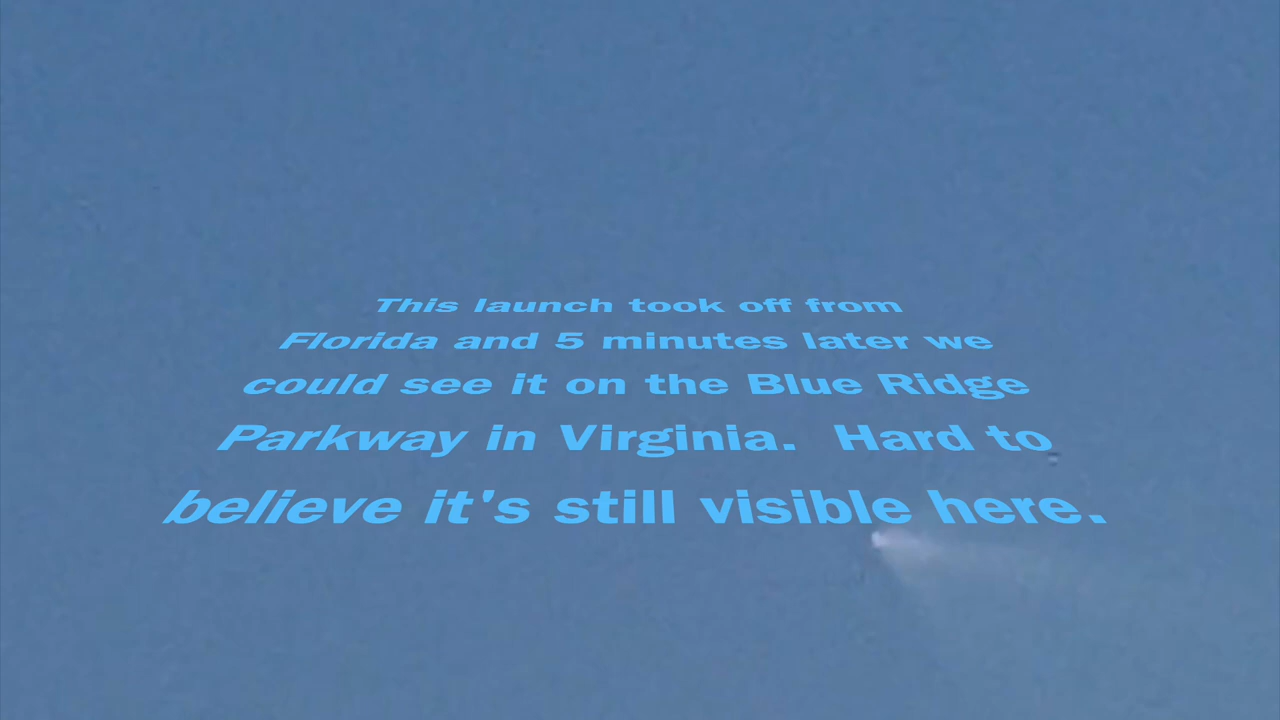 This launch took off from
Florida and 5 minutes later we
could see it on the Blue Ridge
Parkway in Virginia.  Hard to
believe it's still visible here.